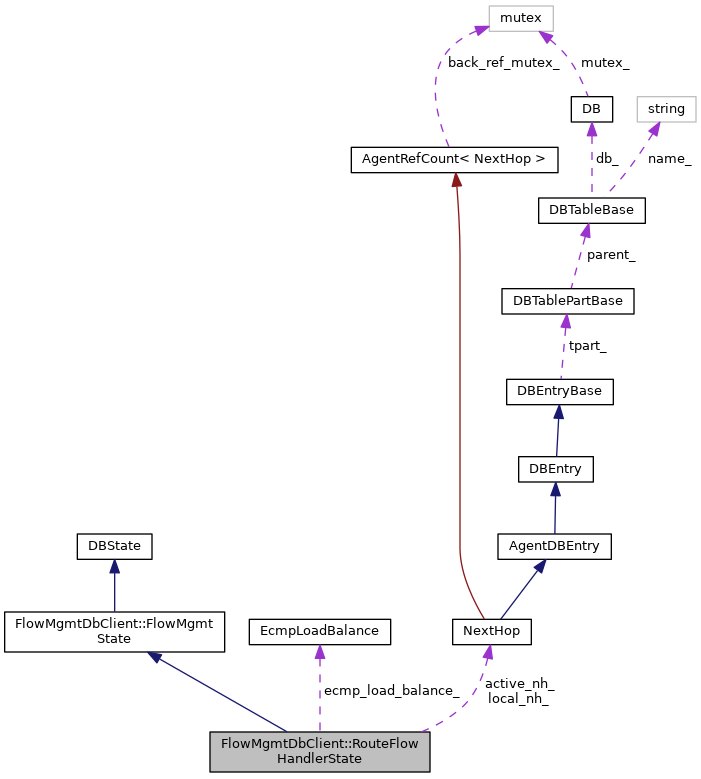 mutex
back_ref_mutex_
mutex_
DB
string
AgentRefCount< NextHop >
db_
name_
DBTableBase
parent_
DBTablePartBase
tpart_
DBEntryBase
DBEntry
DBState
AgentDBEntry
FlowMgmtDbClient::FlowMgmt
State
EcmpLoadBalance
NextHop
ecmp_load_balance_
active_nh_
local_nh_
FlowMgmtDbClient::RouteFlow
HandlerState